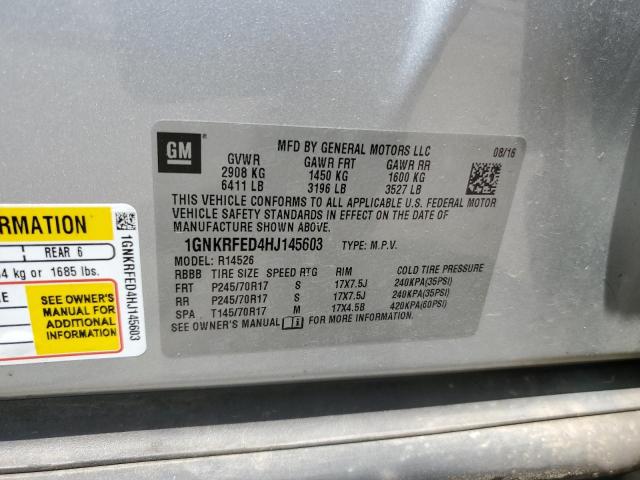 GM
MFD BY GENERAL MOTORS LLC
08/16
GVWR GAWR FRT GAWR RR
2908 KG 1450 KG 1600 KG
6411 LB 3196 LB 3527 LB
THIS VEHICLE CONFORMS TO ALL APPLICABLE U.S. FEDERAL MOTOR
VEHICLE SAFETY STANDARDS IN EFFECT ON THE DATE OF
MANUFACTURE SHOWN ABOVE.
1GNKRFED4HJ145603 TYPE: M.P.V.
MODEL: R14526
RBBB TIRE SIZE SPEED RTG RIM COLD TIRE PRESSURE
FRT P245/70R17 S 17X7.5J 240KPA(35PSI)
RR P245/70R17 S 17X7.5J 240KPA(35PSI)
SPA T145/70R17 M 17X4.5B 420KPA(60PSI)
SEE OWNER'S MANUAL FOR MORE INFORMATION.
REAR 6
kg or 1685 lbs.
SEE OWNER'S
MANUAL FOR
ADDITIONAL
INFORMATION
1GNKRFED4HJ145603